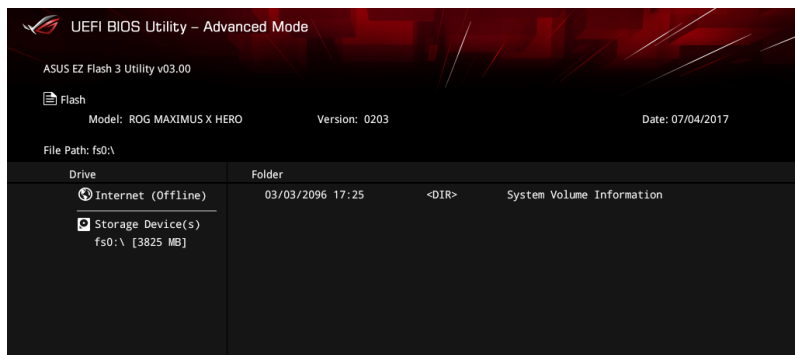 UEFI BIOS Utility – Advanced Mode
ASUS EZ Flash 3 Utility v03.00
Flash
Model: ROG MAXIMUS X HERO Version: 0203 Date: 07/04/2017
File Path: fs0:\
Drive Folder
Internet (Offline) 03/03/2096 17:25 <DIR> System Volume Information
Storage Device(s)
fs0:\ [3825 MB]